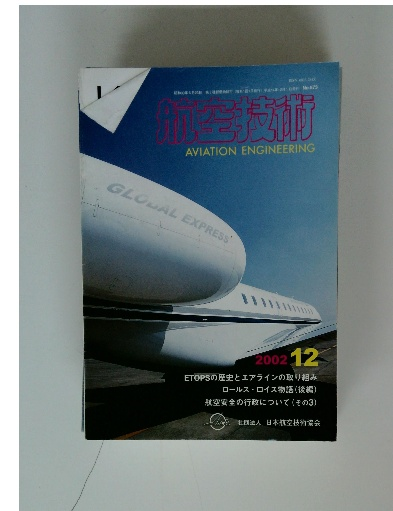 No.573
航空技術
AVIATION ENGINEERING
GLOBAL EXPRESS
2002 12
ETOPSの歴史とエアラインの取り組み
ロールス・ロイス物語(後編)
航空安全の行政について(その3)
社団法人 日本航空技術協会